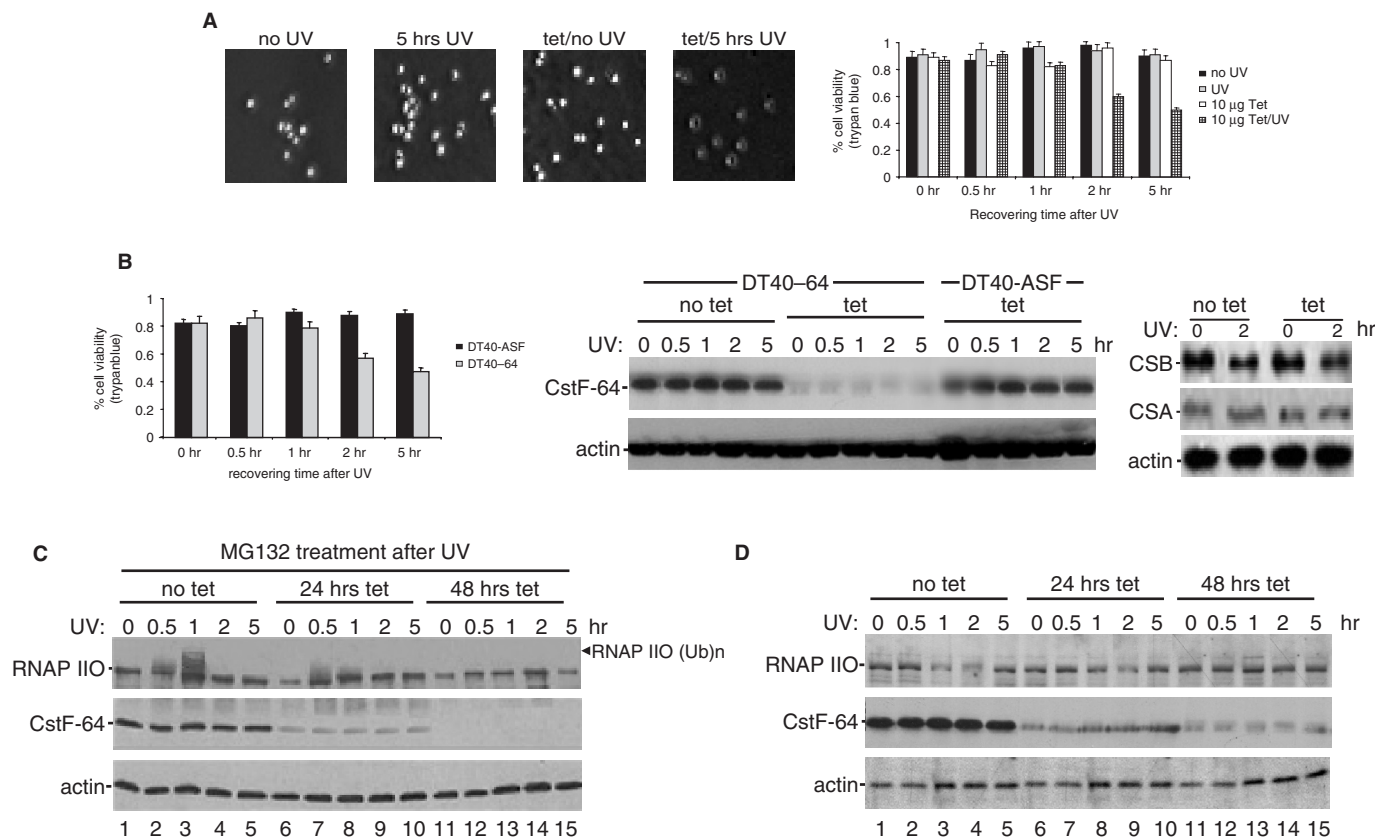 A
no UV 5 hrs UV tet/no UV tet/5 hrs UV
% cell viability
(trypan blue)
1
0.8
0.6
0.4
0.2
0
0 hr 0.5 hr 1 hr 2 hr 5 hr
Recovering time after UV
no UV
UV
10 µg Tet
10 µg Tet/UV
B
% cell viability
(trypanblue)
1
0.8
0.6
0.4
0.2
0
0 hr 0.5 hr 1 hr 2 hr 5 hr
recovering time after UV
DT40-ASF
DT40–64
DT40–64 DT40-ASF
no tet tet tet
UV: 0 0.5 1 2 5 0 0.5 1 2 5 0 0.5 1 2 5 hr
CstF-64
actin
no tet tet
UV: 0 2 0 2 hr
CSB
CSA
actin
C
MG132 treatment after UV
no tet 24 hrs tet 48 hrs tet
UV: 0 0.5 1 2 5 0 0.5 1 2 5 0 0.5 1 2 5 hr
RNAP IIO (Ub)n
RNAP IIO
CstF-64
actin
1 2 3 4 5 6 7 8 9 10 11 12 13 14 15
D
no tet 24 hrs tet 48 hrs tet
UV: 0 0.5 1 2 5 0 0.5 1 2 5 0 0.5 1 2 5 hr
RNAP IIO
CstF-64
actin
1 2 3 4 5 6 7 8 9 10 11 12 13 14 15